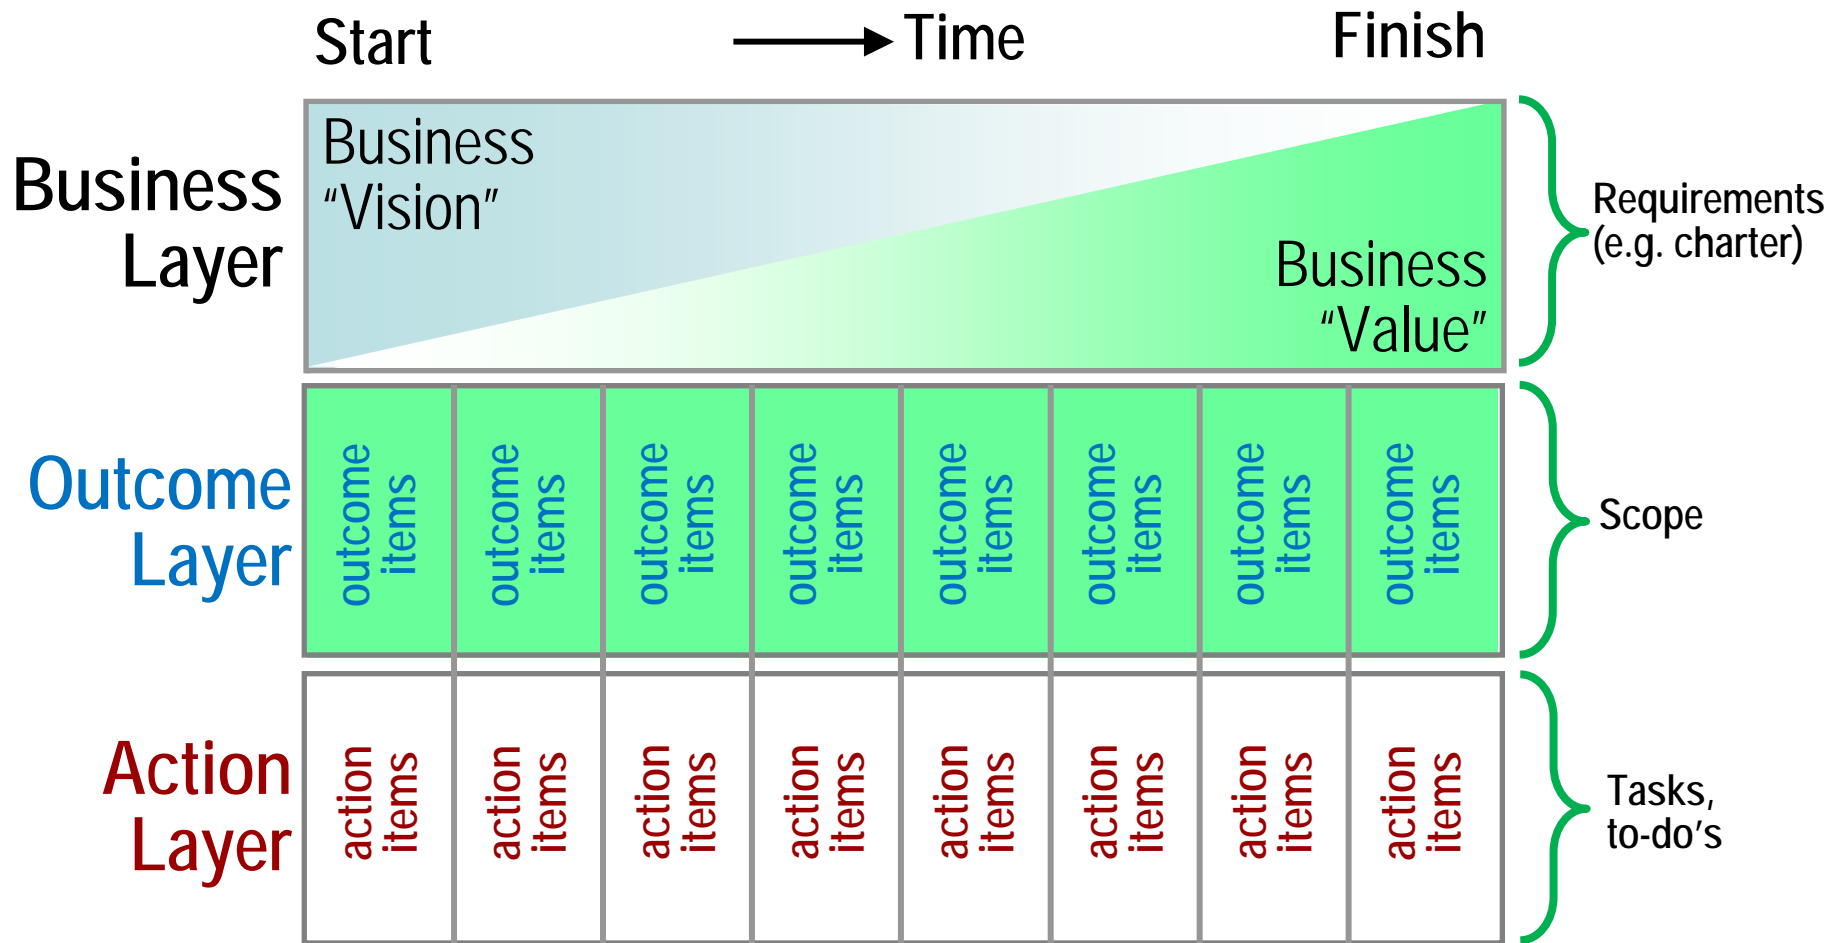 Start
Time
Finish
Business
Layer
Business
“Vision”
Business
“Value”
Requirements
(e.g. charter)
Outcome
Layer
outcome
items
outcome
items
outcome
items
outcome
items
outcome
items
outcome
items
outcome
items
outcome
items
Scope
Action
Layer
action
items
action
items
action
items
action
items
action
items
action
items
action
items
action
items
Tasks,
to-do’s